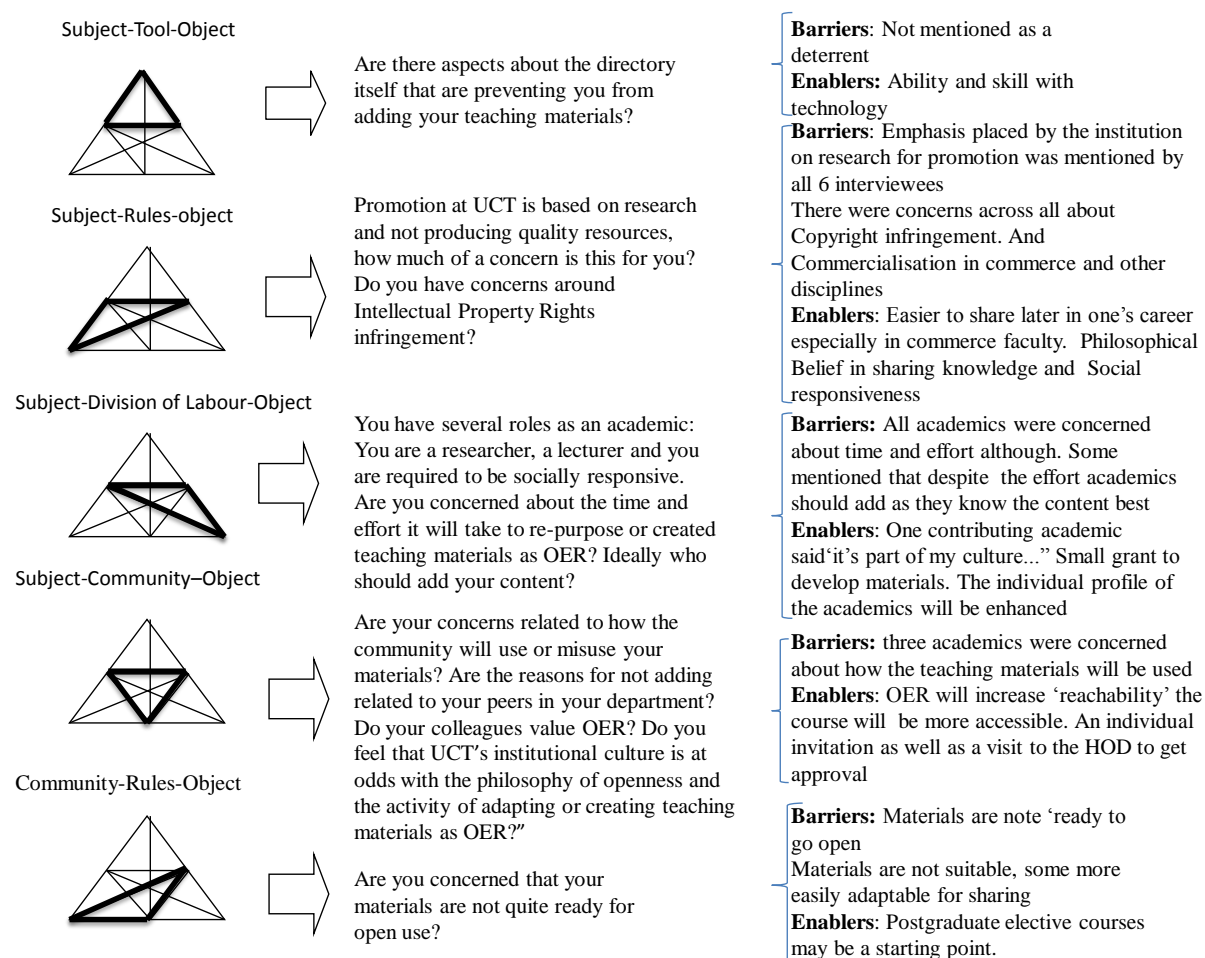 Subject-Tool-Object
Are there aspects about the directory
itself that are preventing you from
adding your teaching materials?
Barriers: Not mentioned as a
deterrent
Enablers: Ability and skill with
technology
Subject-Rules-object
Promotion at UCT is based on research
and not producing quality resources,
how much of a concern is this for you?
Do you have concerns around
Intellectual Property Rights
infringement?
Barriers: Emphasis placed by the institution
on research for promotion was mentioned by
all 6 interviewees
There were concerns across all about
Copyright infringement. And
Commercialisation in commerce and other
disciplines
Enablers: Easier to share later in one’s career
especially in commerce faculty. Philosophical
Belief in sharing knowledge and Social
responsiveness
Subject-Division of Labour-Object
You have several roles as an academic:
You are a researcher, a lecturer and you
are required to be socially responsive.
Are you concerned about the time and
effort it will take to re-purpose or created
teaching materials as OER? Ideally who
should add your content?
Barriers: All academics were concerned
about time and effort although. Some
mentioned that despite the effort academics
should add as they know the content best
Enablers: One contributing academic
said‘it’s part of my culture...” Small grant to
develop materials. The individual profile of
the academics will be enhanced
Subject-Community–Object
Are your concerns related to how the
community will use or misuse your
materials? Are the reasons for not adding
related to your peers in your department?
Do your colleagues value OER? Do you
feel that UCT’s institutional culture is at
odds with the philosophy of openness and
the activity of adapting or creating teaching
materials as OER?”
Barriers: three academics were concerned
about how the teaching materials will be used
Enablers: OER will increase ‘reachability’ the
course will be more accessible. An individual
invitation as well as a visit to the HOD to get
approval
Community-Rules-Object
Are you concerned that your
materials are not quite ready for
open use?
Barriers: Materials are note ‘ready to
go open
Materials are not suitable, some more
easily adaptable for sharing
Enablers: Postgraduate elective courses
may be a starting point.